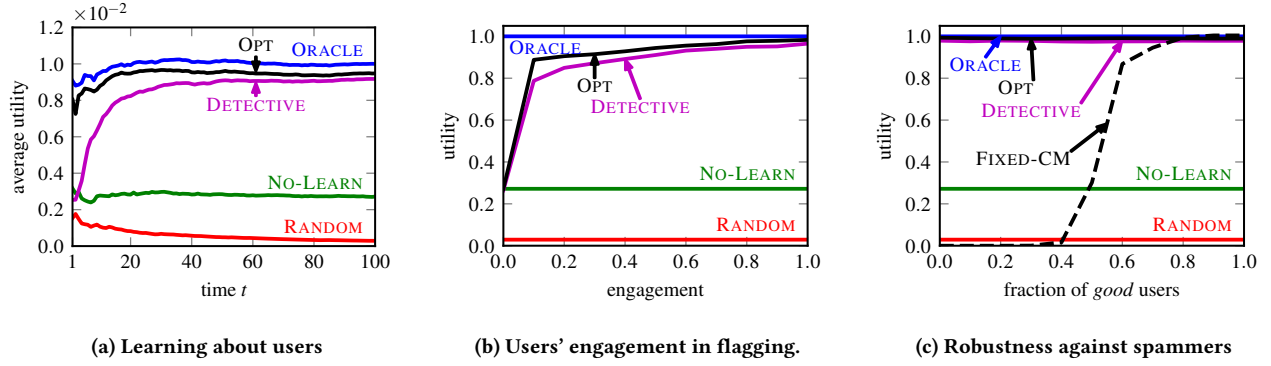 ×10⁻²
1.2
1.0
0.8
0.6
0.4
0.2
0.0
average utility
OPT
ORACLE
DETECTIVE
NO-LEARN
RANDOM
1 20 40 60 80 100
time t
(a) Learning about users
1.0
0.8
0.6
0.4
0.2
0.0
utility
ORACLE
OPT
DETECTIVE
NO-LEARN
RANDOM
0.0 0.2 0.4 0.6 0.8 1.0
engagement
(b) Users’ engagement in flagging.
1.0
0.8
0.6
0.4
0.2
0.0
utility
ORACLE
OPT
DETECTIVE
FIXED-CM
NO-LEARN
RANDOM
0.0 0.2 0.4 0.6 0.8 1.0
fraction of good users
(c) Robustness against spammers